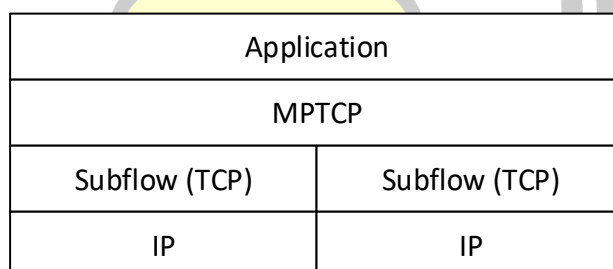 Application
MPTCP
Subflow (TCP) Subflow (TCP)
IP IP